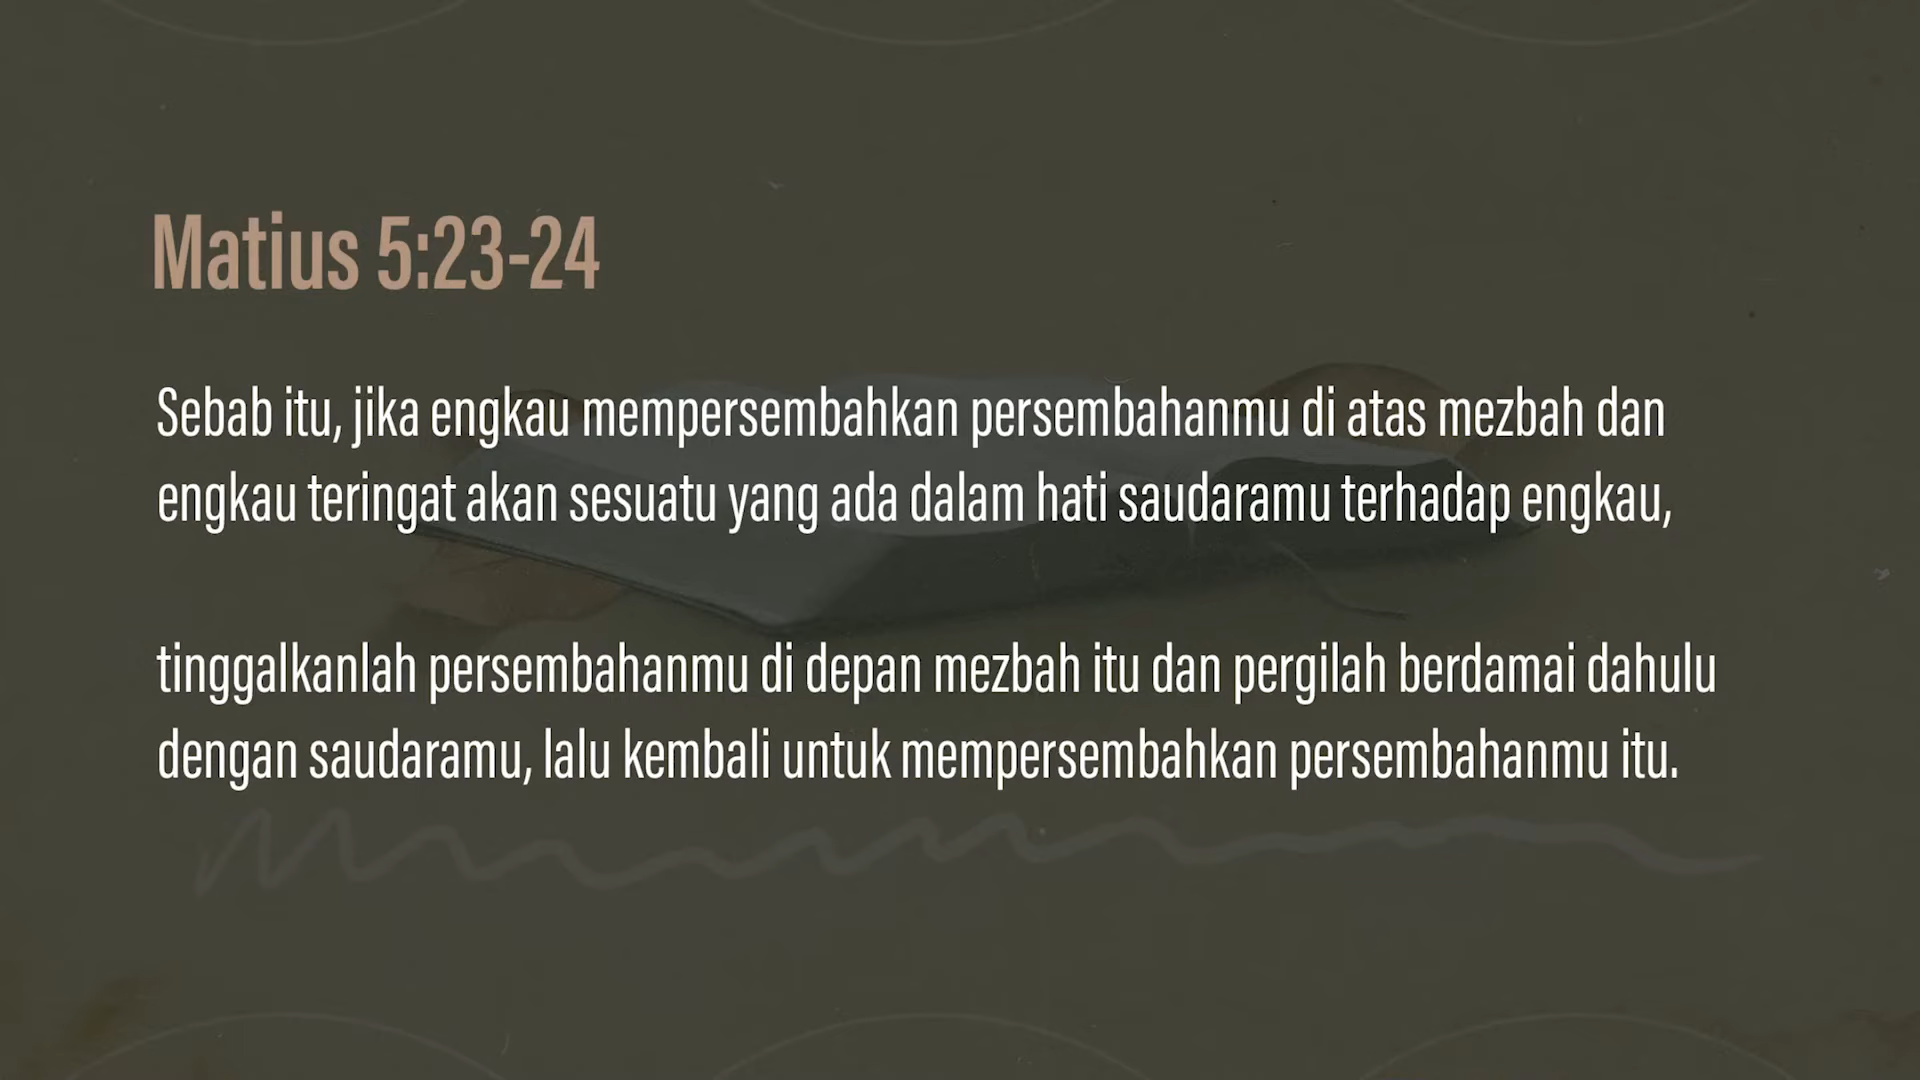 Matius 5:23-24
Sebab itu, jika engkau mempersembahkan persembahanmu di atas mezbah dan
engkau teringat akan sesuatu yang ada dalam hati saudaramu terhadap engkau,
tinggalkanlah persembahanmu di depan mezbah itu dan pergilah berdamai dahulu
dengan saudaramu, lalu kembali untuk mempersembahkan persembahanmu itu.